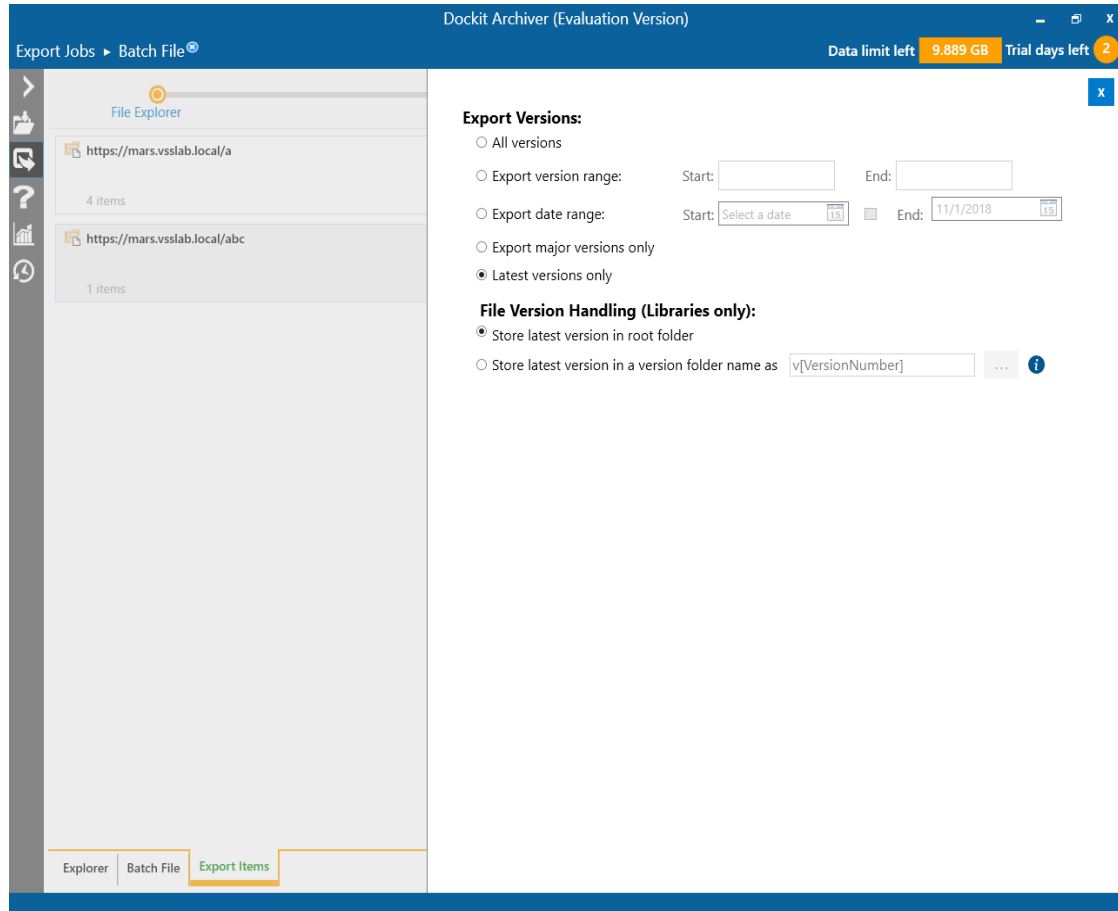 Dockit Archiver (Evaluation Version)
Export Jobs ▸ Batch File
Data limit left 9.889 GB Trial days left 2
File Explorer
https://mars.vsslab.local/a
4 items
https://mars.vsslab.local/abc
1 items
x
Export Versions:
All versions
Export version range: Start: End:
Export date range: Start: Select a date 15 End: 11/1/2018 15
Export major versions only
Latest versions only
File Version Handling (Libraries only):
Store latest version in root folder
Store latest version in a version folder name as v[VersionNumber] ... i
Explorer Batch File Export Items